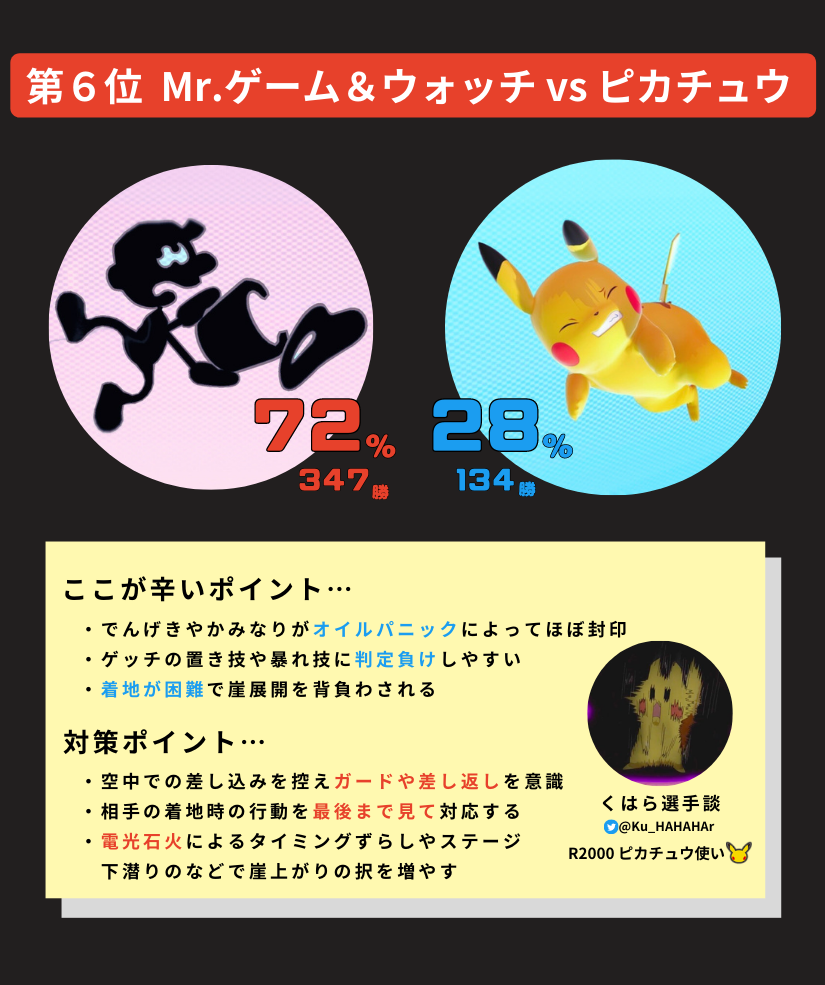 第６位 Mr.ゲーム＆ウォッチ vs ピカチュウ
72% 28%
347勝 134勝
ここが辛いポイント…
・でんげきやかみなりがオイルパニックによってほぼ封印
・ゲッチの置き技や暴れ技に判定負けしやすい
・着地が困難で崖展開を背負わされる
対策ポイント…
・空中での差し込みを控えガードや差し返しを意識
・相手の着地時の行動を最後まで見て対応する
・電光石火によるタイミングずらしやステージ
下潜りのなどで崖上がりの択を増やす
くはら選手談
@Ku_HAHAHAr
R2000 ピカチュウ使い